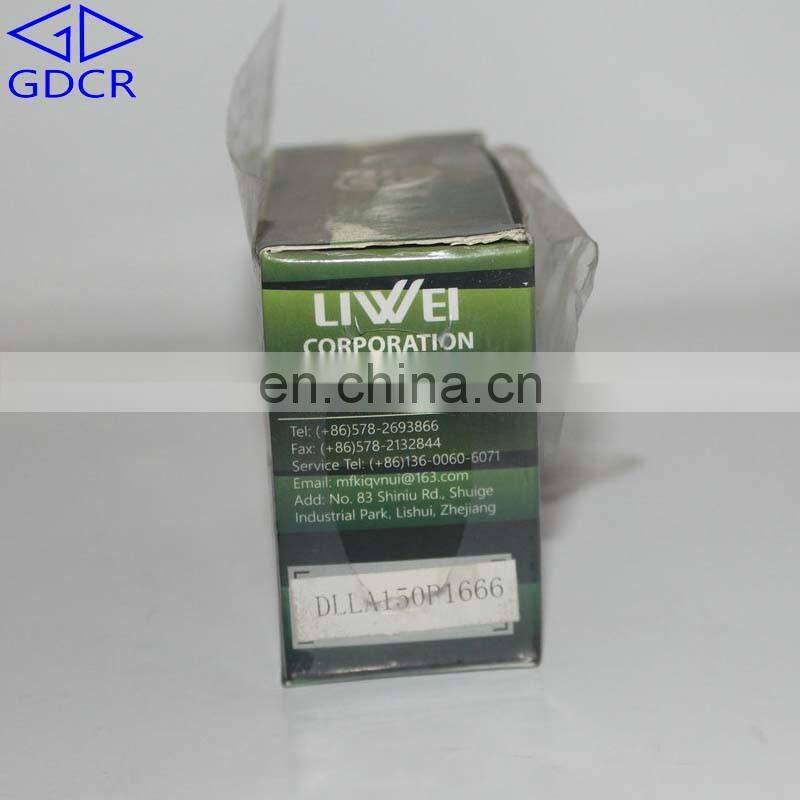 GDCR
LIWEI
CORPORATION
en.china.cn
Tel: (+86)578-2693866
Fax: (+86)578-2132844
Service Tel: (+86)136-0060-6071
Email: mfkiqvnui@163.com
Add: No. 83 Shiniu Rd., Shuige
Industrial Park, Lishui, Zhejiang
DLLA150P1666